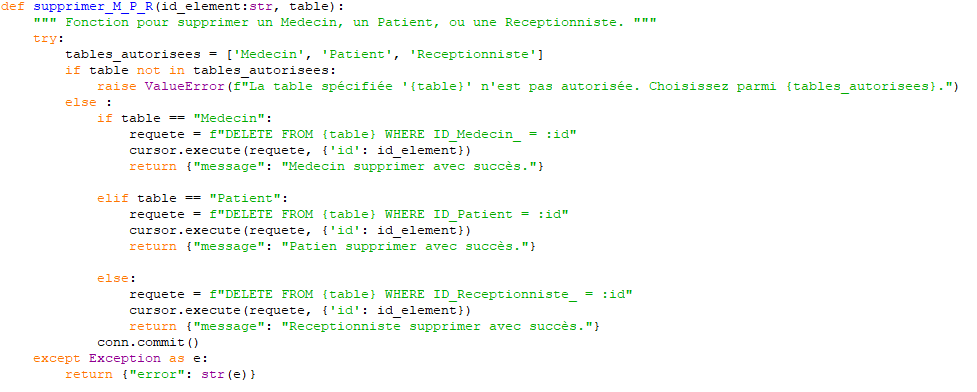 def supprimer_M_P_R(id_element:str, table):
    """ Fonction pour supprimer un Medecin, un Patient, ou une Receptionniste. """
    try:
        tables_autorisees = ['Medecin', 'Patient', 'Receptionniste']
        if table not in tables_autorisees:
            raise ValueError(f"La table spécifiée '{table}' n'est pas autorisée. Choisissez parmi {tables_autorisees}.")
        else :
            if table == "Medecin":
                requete = f"DELETE FROM {table} WHERE ID_Medecin_ = :id"
                cursor.execute(requete, {'id': id_element})
                return {"message": "Medecin supprimer avec succès."}

            elif table == "Patient":
                requete = f"DELETE FROM {table} WHERE ID_Patient = :id"
                cursor.execute(requete, {'id': id_element})
                return {"message": "Patien supprimer avec succès."}

            else:
                requete = f"DELETE FROM {table} WHERE ID_Receptionniste_ = :id"
                cursor.execute(requete, {'id': id_element})
                return {"message": "Receptionniste supprimer avec succès."}
            conn.commit()
    except Exception as e:
        return {"error": str(e)}